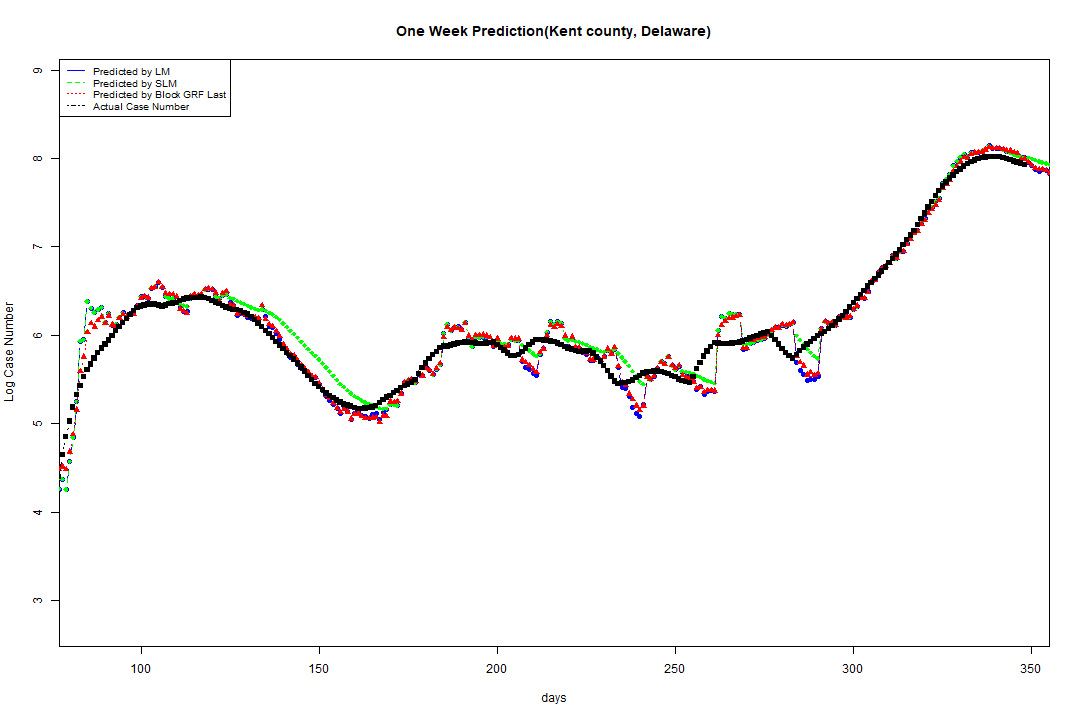 One Week Prediction(Kent county, Delaware)
Predicted by LM
Predicted by SLM
Predicted by Block GRF Last
Actual Case Number
9
8
7
6
5
4
3
Log Case Number
100 150 200 250 300 350
days